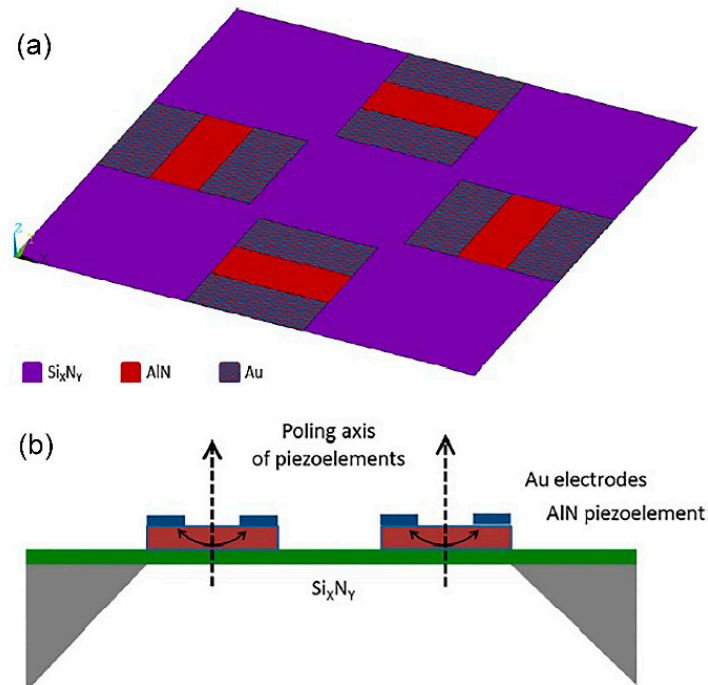 (a)
Z
Y
X
SiXNY
AlN
Au
(b)
Poling axis
of piezoelements
Au electrodes
AlN piezoelement
SiXNY